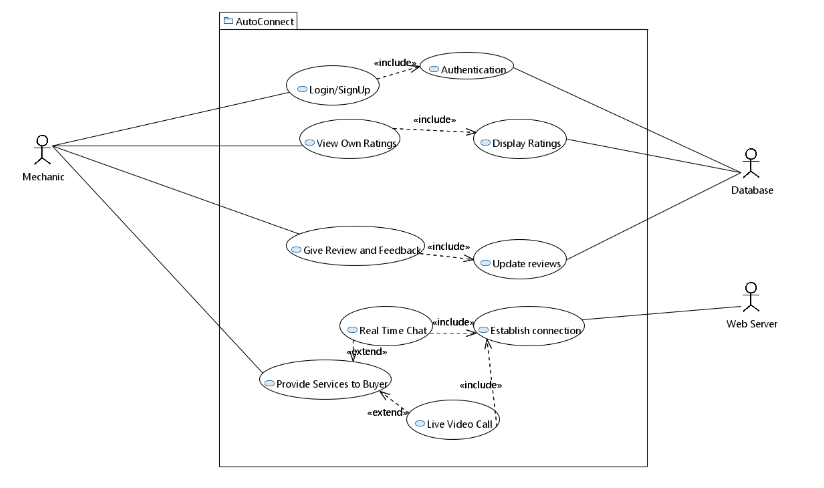 AutoConnect
«include»
Authentication
Login/SignUp
«include»
View Own Ratings
Display Ratings
Mechanic
Database
Give Review and Feedback
«include»
Update reviews
Real Time Chat
«include»
Establish connection
Web Server
«extend»
Provide Services to Buyer
«include»
«extend»
Live Video Call